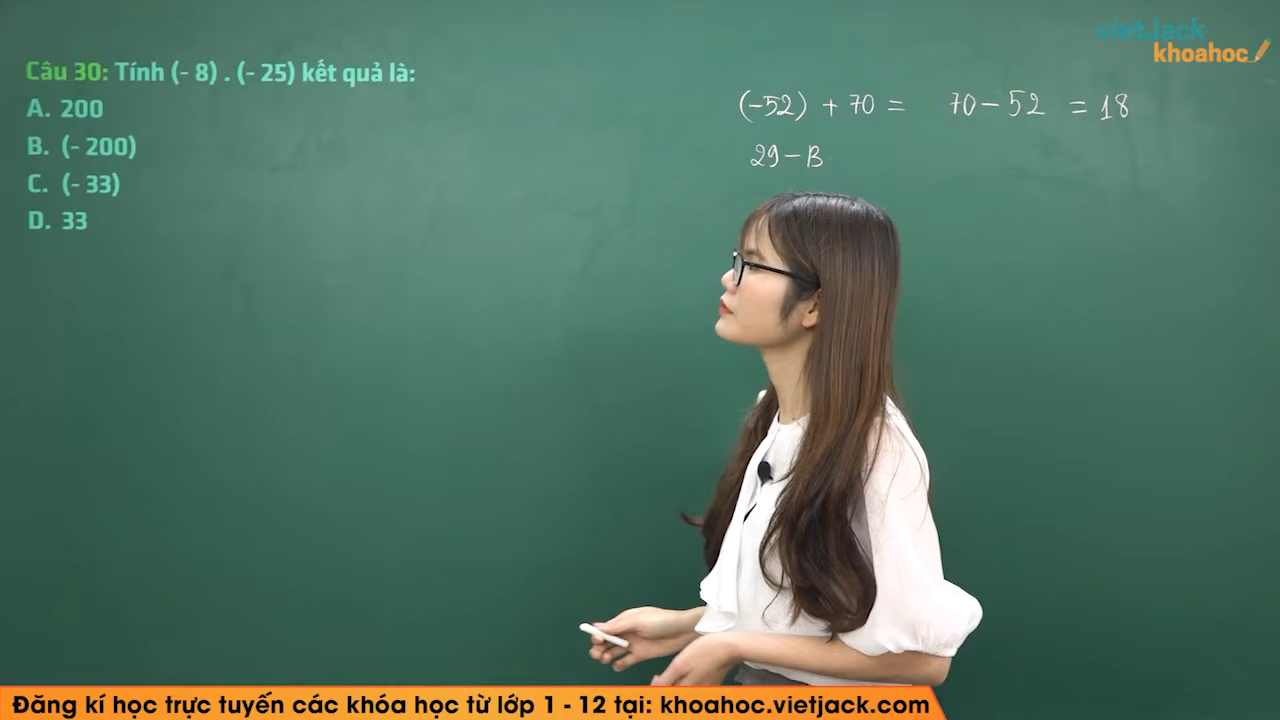 vietjack
khoahoc
Câu 30: Tính (- 8) . (- 25) kết quả là:
A. 200
B. (- 200)
C. (- 33)
D. 33
(-52) + 70 = 70 - 52 = 18
29 - B
Đăng kí học trực tuyến các khóa học từ lớp 1 - 12 tại: khoahoc.vietjack.com